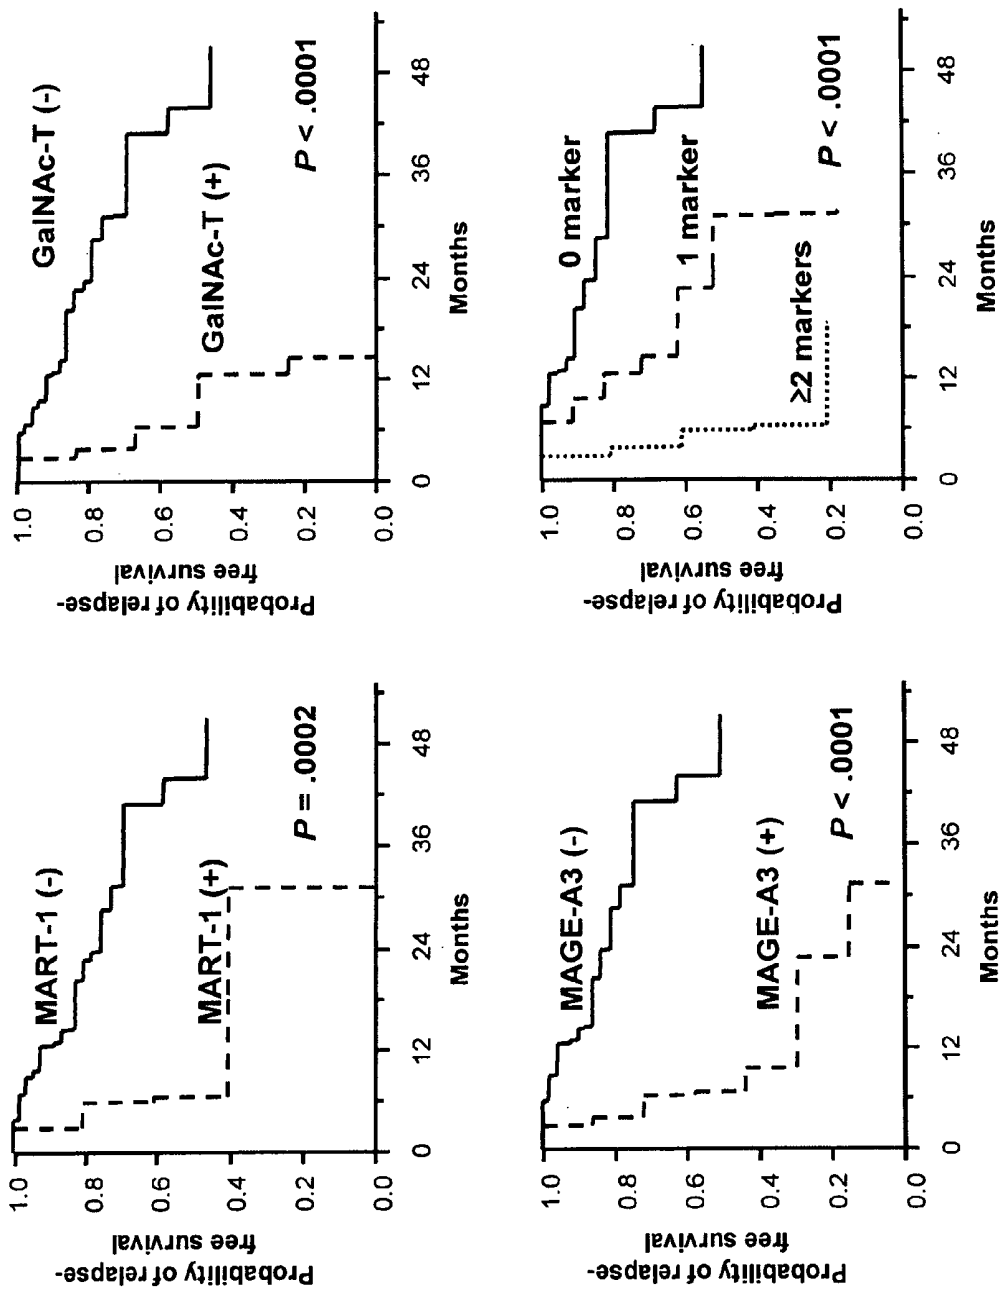 Probability of relapse-
free survival
1.0
0.8
0.6
0.4
0.2
0.0
MART-1 (-)
MART-1 (+)
P = .0002
0
12
24
36
48
Months
Probability of relapse-
free survival
1.0
0.8
0.6
0.4
0.2
0.0
GalNAc-T (-)
GalNAc-T (+)
P < .0001
0
12
24
36
48
Months
Probability of relapse-
free survival
1.0
0.8
0.6
0.4
0.2
0.0
MAGE-A3 (-)
MAGE-A3 (+)
P < .0001
0
12
24
36
48
Months
Probability of relapse-
free survival
1.0
0.8
0.6
0.4
0.2
0.0
0 marker
1 marker
≥2 markers
P < .0001
0
12
24
36
48
Months